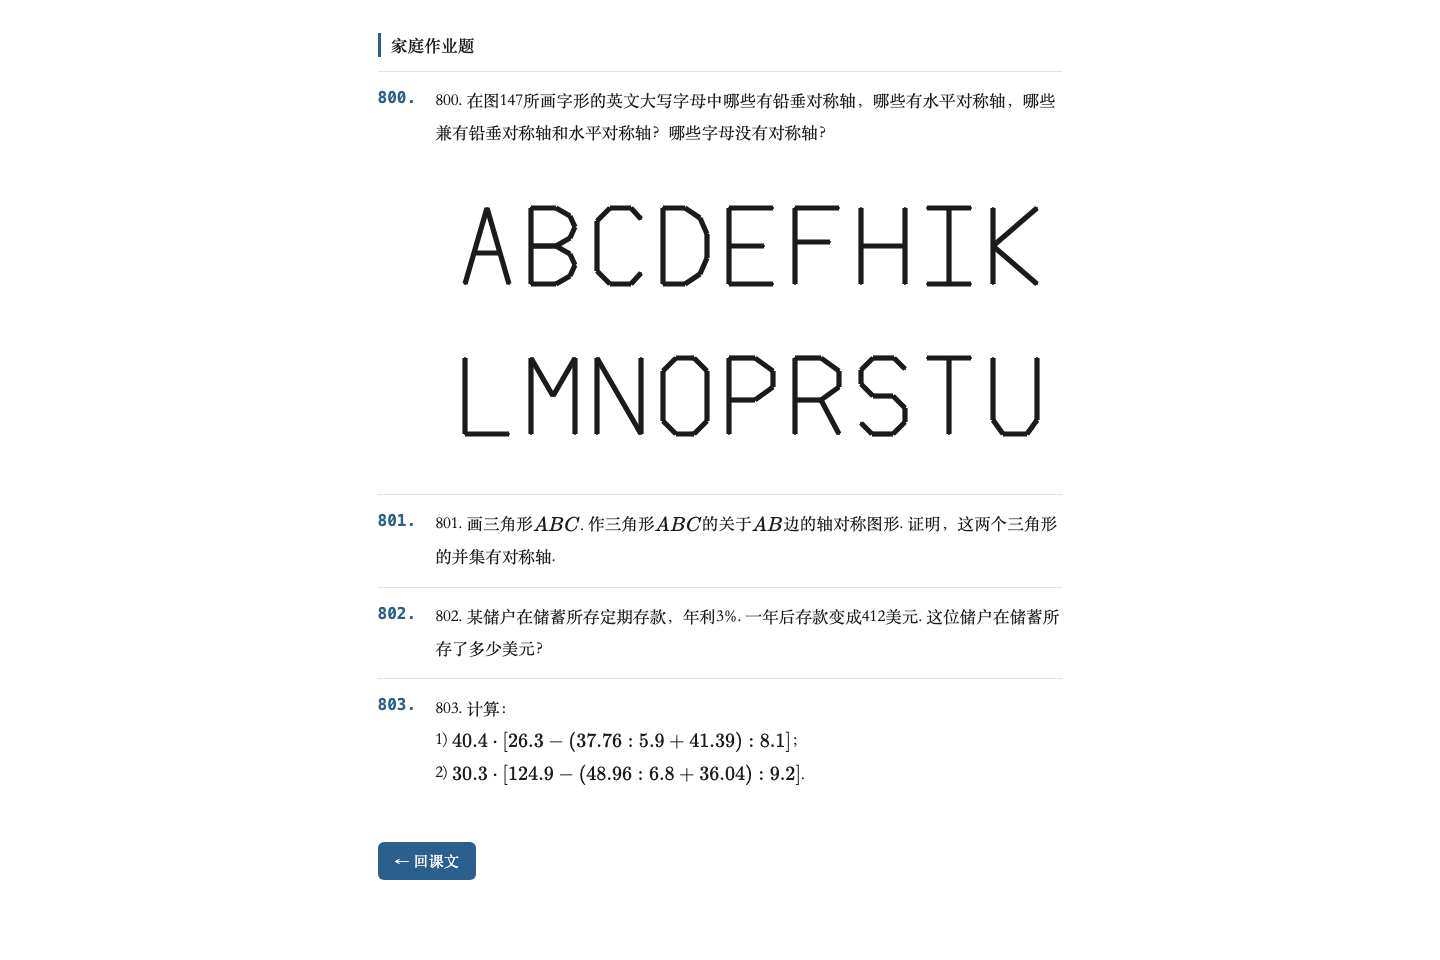 家庭作业题
800. 800. 在图147所画字形的英文大写字母中哪些有铅垂对称轴，哪些有水平对称轴，哪些
兼有铅垂对称轴和水平对称轴？哪些字母没有对称轴？
A B C D E F H I K
L M N O P R S T U
801. 801. 画三角形ABC. 作三角形ABC的关于AB边的轴对称图形. 证明，这两个三角形
的并集有对称轴.
802. 802. 某储户在储蓄所存定期存款，年利3%. 一年后存款变成412美元. 这位储户在储蓄所
存了多少美元？
803. 803. 计算：
1) 40.4 · [26.3 − (37.76 : 5.9 + 41.39) : 8.1]；
2) 30.3 · [124.9 − (48.96 : 6.8 + 36.04) : 9.2].
← 回课文